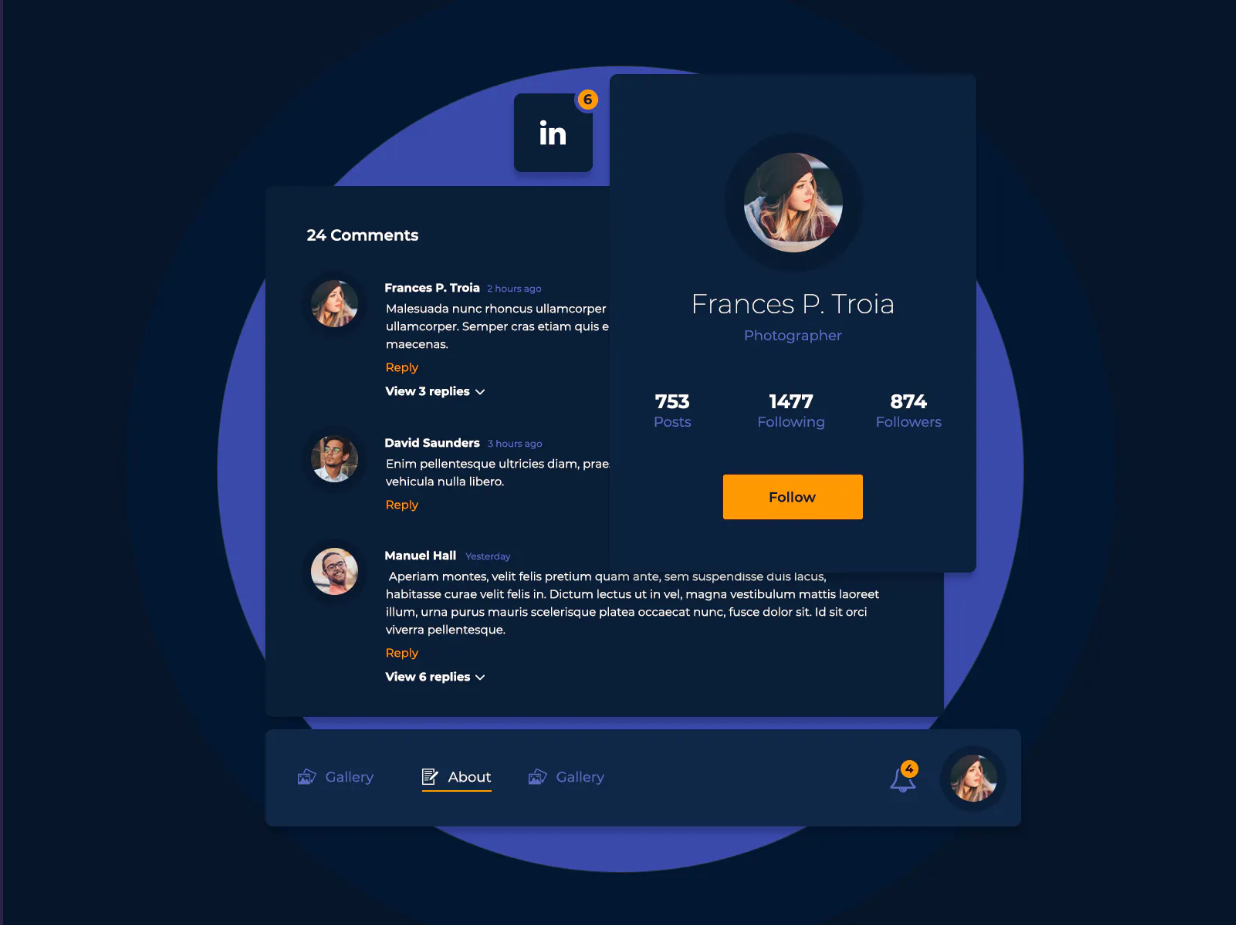 6
in
24 Comments
Frances P. Troia 2 hours ago
Malesuada nunc rhoncus ullamcorper
ullamcorper. Semper cras etiam quis e
maecenas.
Reply
View 3 replies
David Saunders 3 hours ago
Enim pellentesque ultricies diam, prae
vehicula nulla libero.
Reply
Manuel Hall Yesterday
Aperiam montes, velit felis pretium quam ante, sem suspendisse duis lacus,
habitasse curae velit felis in. Dictum lectus ut in vel, magna vestibulum mattis laoreet
illum, urna purus mauris scelerisque platea occaecat nunc, fusce dolor sit. Id sit orci
viverra pellentesque.
Reply
View 6 replies
Frances P. Troia
Photographer
753 1477 874
Posts Following Followers
Follow
Gallery About Gallery 4